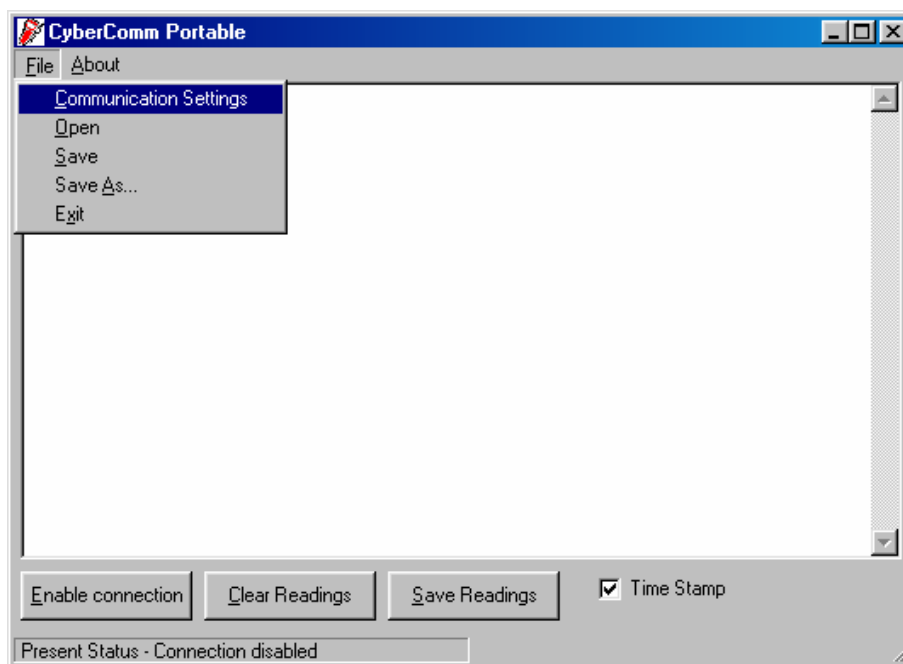 CyberComm Portable
File About
Communication Settings
Open
Save
Save As...
Exit
Enable connection Clear Readings Save Readings Time Stamp
Present Status - Connection disabled